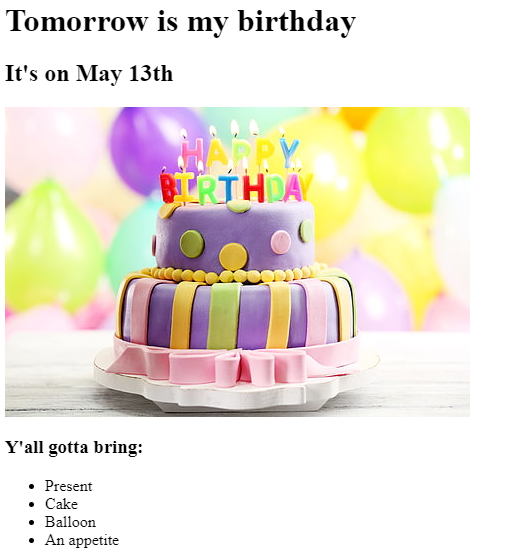 Tomorrow is my birthday
It's on May 13th
HAPPY
BIRTHDAY
Y'all gotta bring:
Present
Cake
Balloon
An appetite